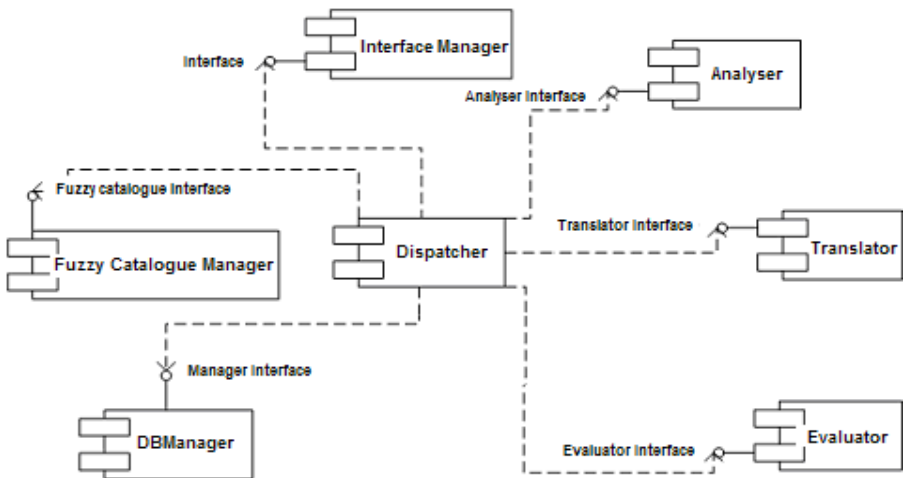 Interface Manager
Interface
Analyser
Analyser Interface
Fuzzy catalogue Interface
Translator Interface
Dispatcher
Translator
Fuzzy Catalogue Manager
Manager Interface
DBManager
Evaluator
Evaluator Interface